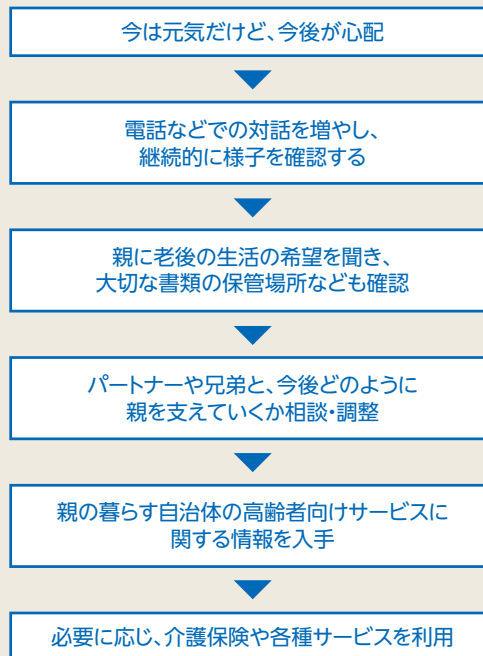 今は元気だけど、今後が心配
電話などでの対話を増やし、
継続的に様子を確認する
親に老後の生活の希望を聞き、
大切な書類の保管場所なども確認
パートナーや兄弟と、今後どのように
親を支えていくか相談・調整
親の暮らす自治体の高齢者向けサービスに
関する情報を入手
必要に応じ、介護保険や各種サービスを利用